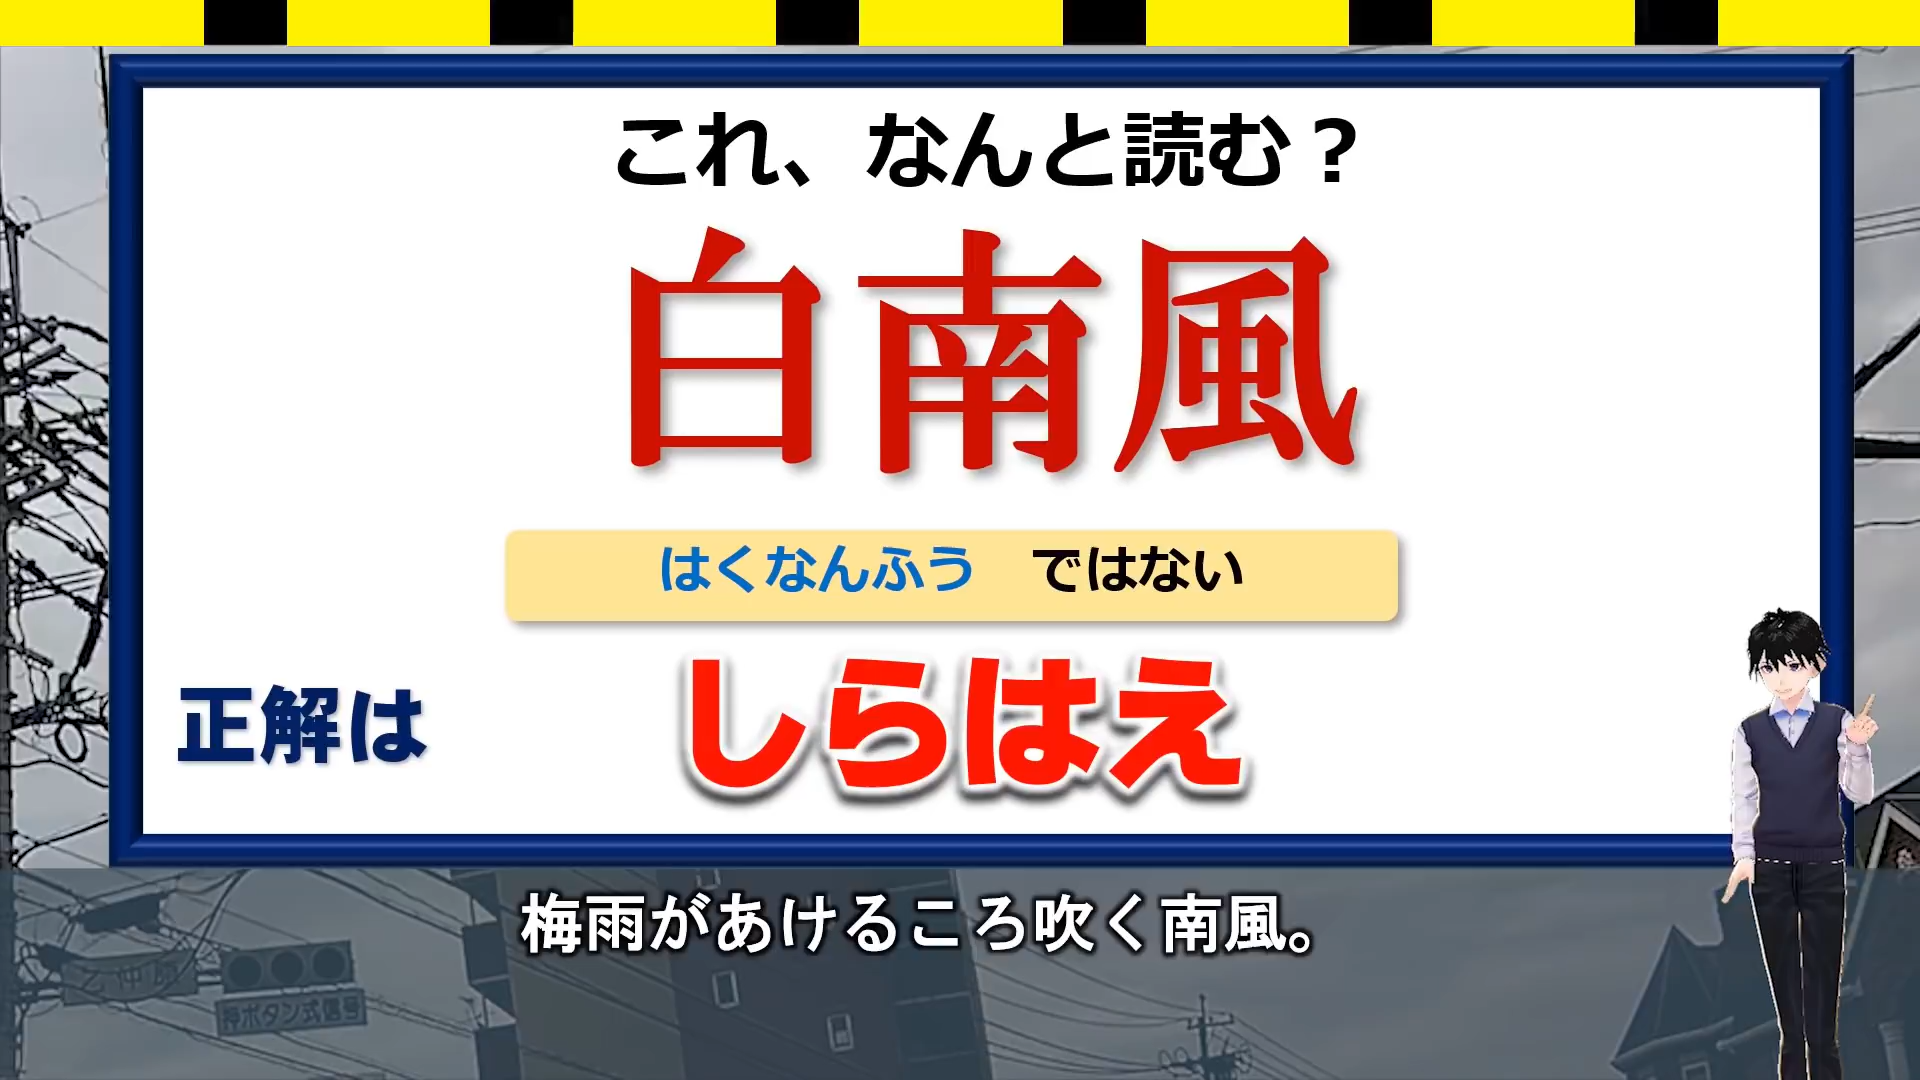 これ、なんと読む？
白南風
はくなんふう　ではない
正解は
しらはえ
梅雨があけるころ吹く南風。
押ボタン式信号